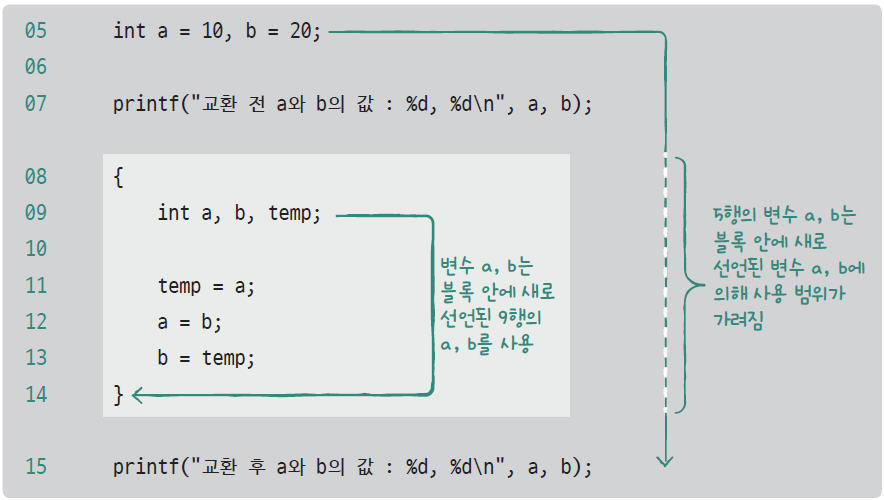 05 int a = 10, b = 20;
06
07 printf("교환 전 a와 b의 값 : %d, %d\n", a, b);
08 {
09 int a, b, temp;
10
11 temp = a;
12 a = b;
13 b = temp;
14 }
변수 a, b는
블록 안에 새로
선언된 9행의
a, b를 사용
5행의 변수 a, b는
블록 안에 새로
선언된 변수 a, b에
의해 사용 범위가
가려짐
15 printf("교환 후 a와 b의 값 : %d, %d\n", a, b);